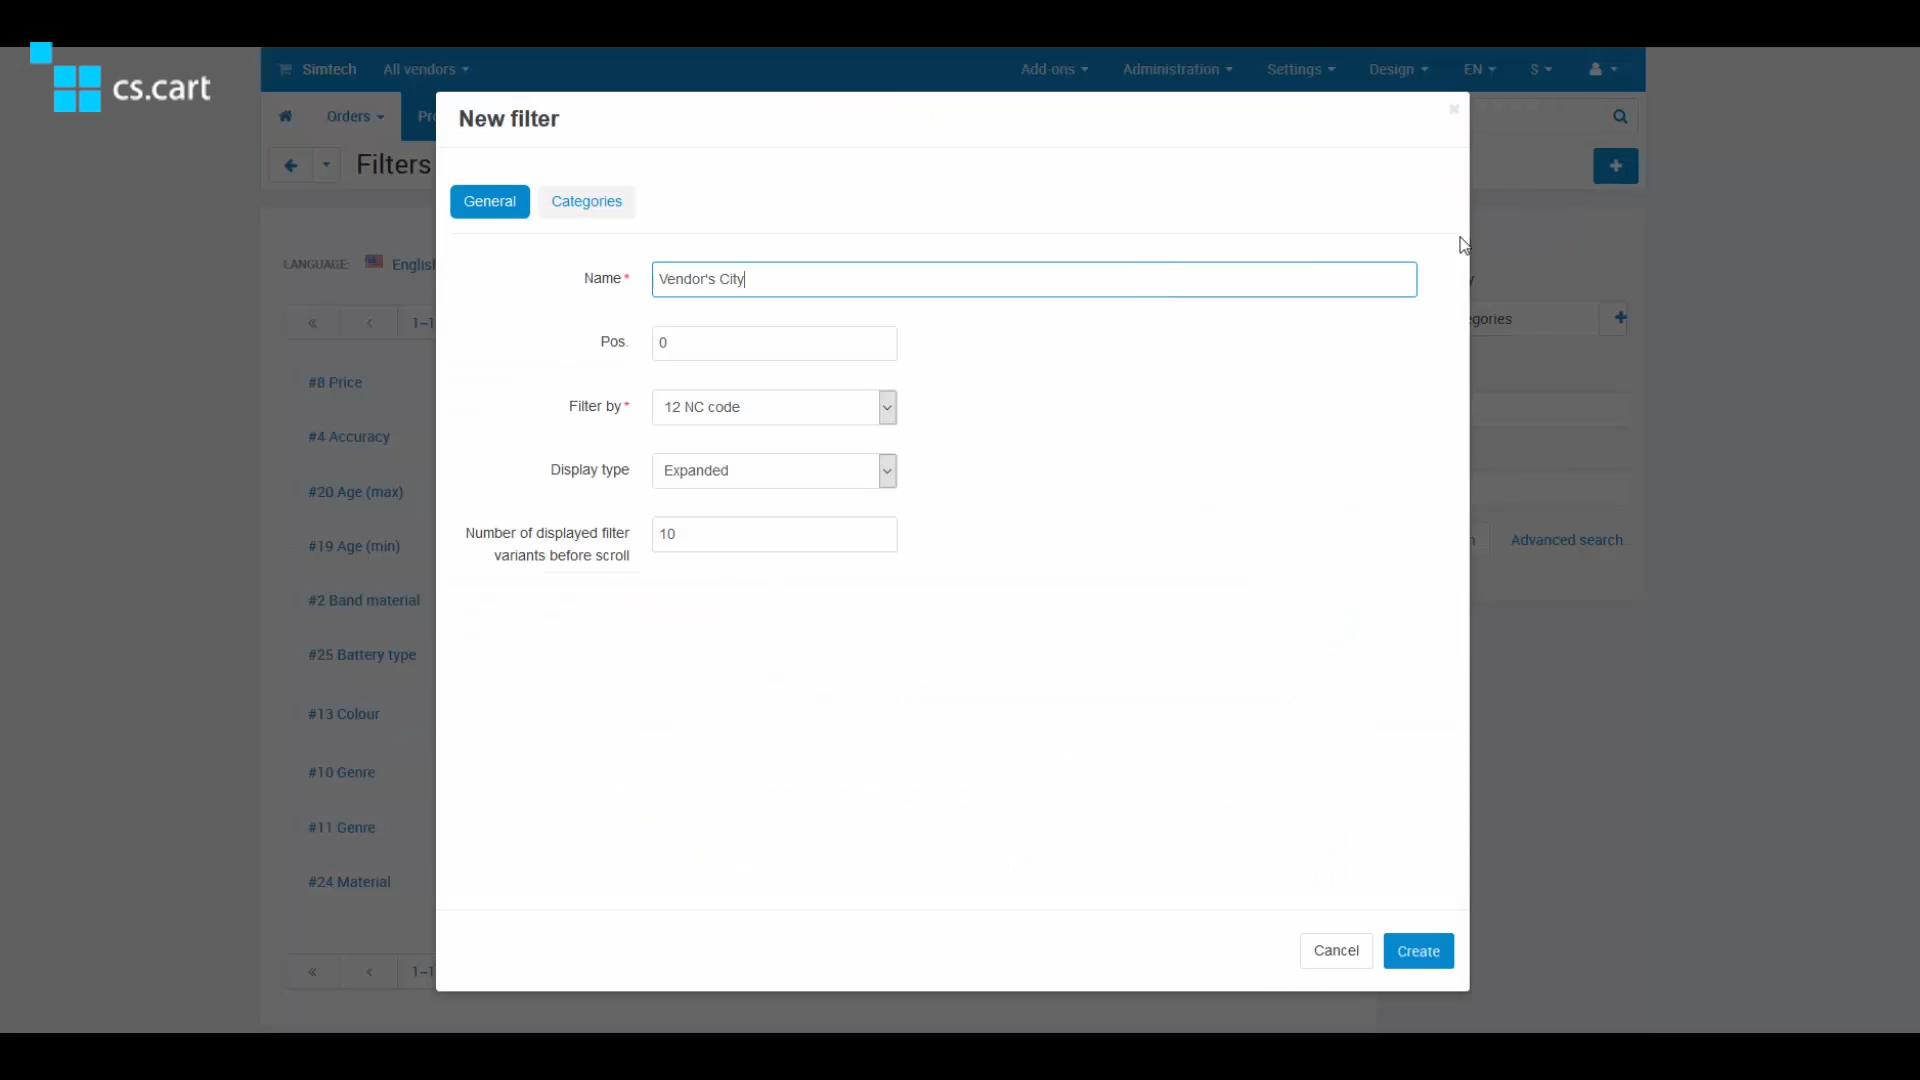 cs.cart
Simtech All vendors Add-ons Administration Settings Design EN $
Orders
Filters
New filter
General Categories
LANGUAGE: English
Name*
Vendor's City
Pos.
0
Filter by*
12 NC code
Display type
Expanded
Number of displayed filter
variants before scroll
10
« ‹
#8 Price
#4 Accuracy
#20 Age (max)
#19 Age (min)
#2 Band material
#25 Battery type
#13 Colour
#10 Genre
#11 Genre
#24 Material
« ‹
Advanced search
Cancel Create